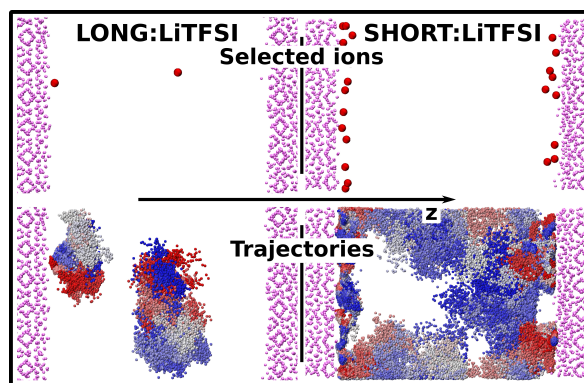 LONG:LiTFSI
SHORT:LiTFSI
Selected ions
z
Trajectories